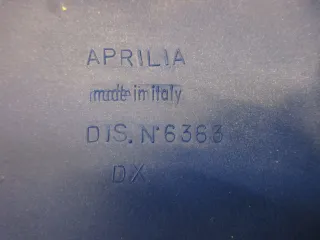 APRILIA
made in italy
DIS. N° 6363
DX